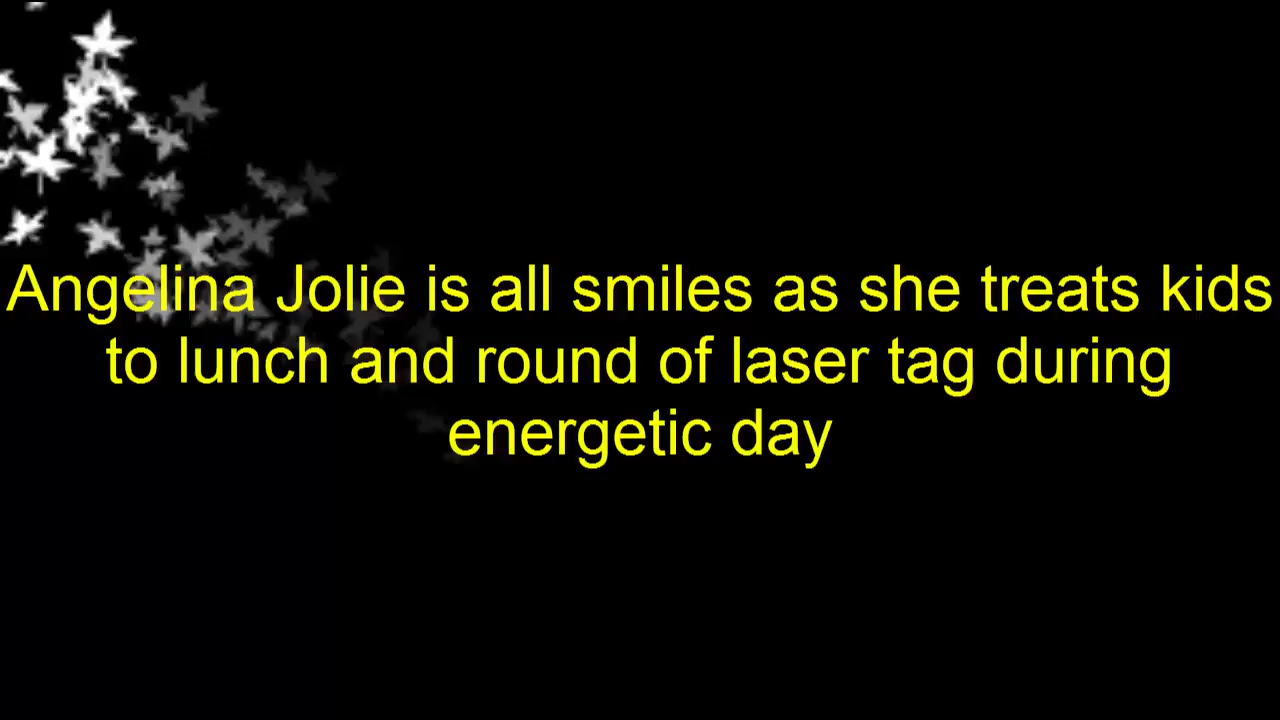 Angelina Jolie is all smiles as she treats kids
to lunch and round of laser tag during
energetic day